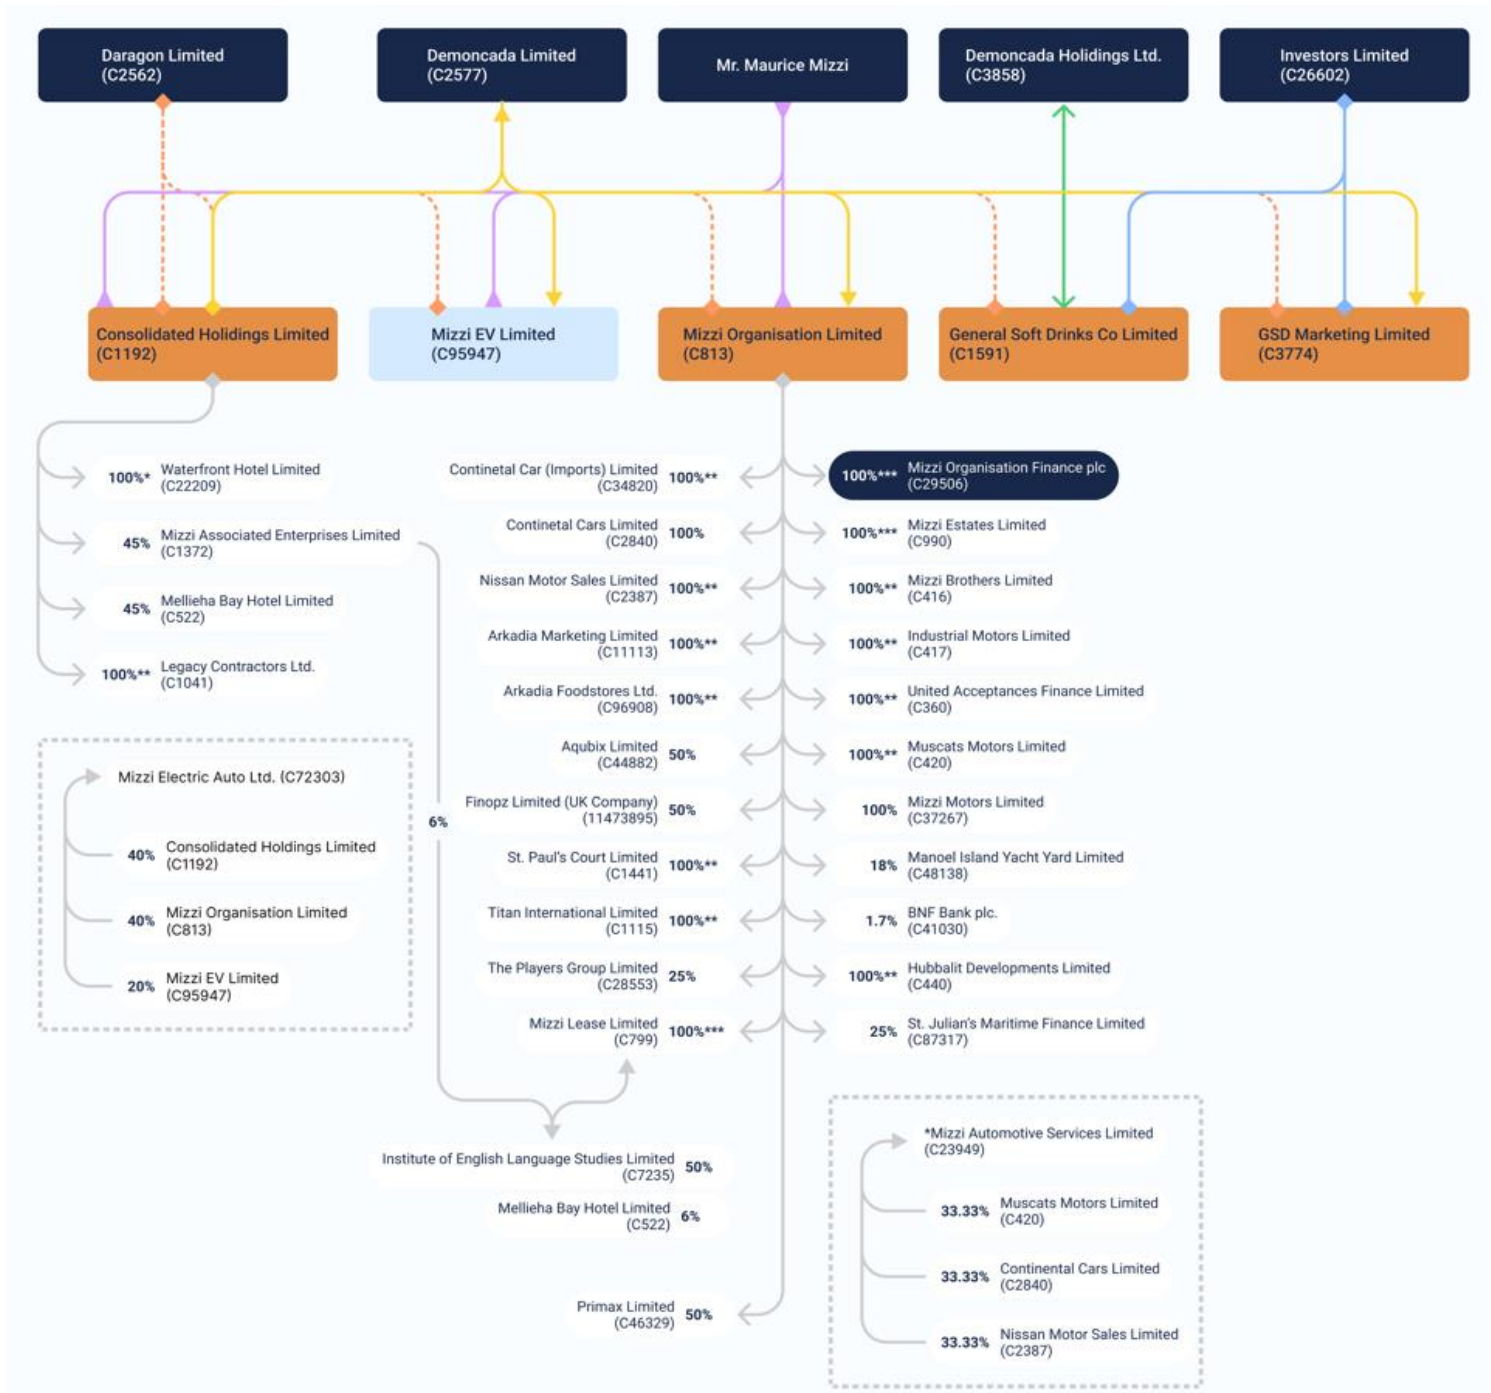 Daragon Limited
(C2562)
Demoncada Limited
(C2577)
Mr. Maurice Mizzi
Demoncada Holidings Ltd.
(C3858)
Investors Limited
(C26602)
Consolidated Holidings Limited
(C1192)
Mizzi EV Limited
(C95947)
Mizzi Organisation Limited
(C813)
General Soft Drinks Co Limited
(C1591)
GSD Marketing Limited
(C3774)
100%* Waterfront Hotel Limited
(C22209)
45% Mizzi Associated Enterprises Limited
(C1372)
45% Mellieha Bay Hotel Limited
(C522)
100%** Legacy Contractors Ltd.
(C1041)
Mizzi Electric Auto Ltd. (C72303)
40% Consolidated Holdings Limited
(C1192)
40% Mizzi Organisation Limited
(C813)
20% Mizzi EV Limited
(C95947)
6%
Continetal Car (Imports) Limited 100%**
(C34820)
Continetal Cars Limited 100%
(C2840)
Nissan Motor Sales Limited 100%**
(C2387)
Arkadia Marketing Limited 100%**
(C11113)
Arkadia Foodstores Ltd. 100%**
(C96908)
Aqubix Limited 50%
(C44882)
Finopz Limited (UK Company) 50%
(11473895)
St. Paul's Court Limited 100%**
(C1441)
Titan International Limited 100%**
(C1115)
The Players Group Limited 25%
(C28553)
Mizzi Lease Limited 100%***
(C799)
Institute of English Language Studies Limited 50%
(C7235)
Mellieha Bay Hotel Limited 6%
(C522)
Primax Limited 50%
(C46329)
100%*** Mizzi Organisation Finance plc
(C29506)
100%*** Mizzi Estates Limited
(C990)
100%** Mizzi Brothers Limited
(C416)
100%** Industrial Motors Limited
(C417)
100%** United Acceptances Finance Limited
(C360)
100%** Muscats Motors Limited
(C420)
100% Mizzi Motors Limited
(C37267)
18% Manoel Island Yacht Yard Limited
(C48138)
1.7% BNF Bank plc.
(C41030)
100%** Hubbalit Developments Limited
(C440)
25% St. Julian's Maritime Finance Limited
(C87317)
*Mizzi Automotive Services Limited
(C23949)
33.33% Muscats Motors Limited
(C420)
33.33% Continental Cars Limited
(C2840)
33.33% Nissan Motor Sales Limited
(C2387)